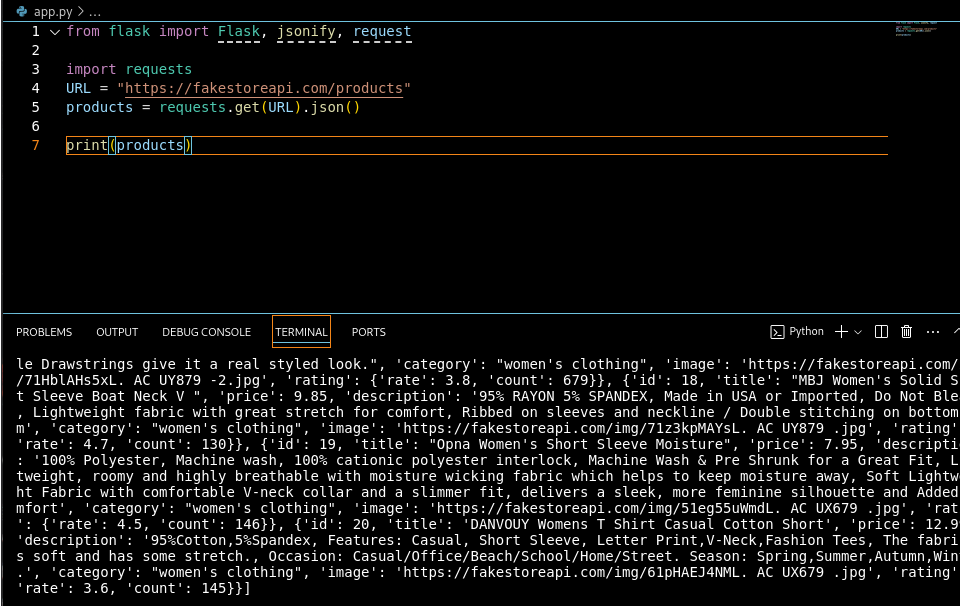 app.py > ...
1 from flask import Flask, jsonify, request
2
3 import requests
4 URL = "https://fakestoreapi.com/products"
5 products = requests.get(URL).json()
6
7 print(products)
PROBLEMS OUTPUT DEBUG CONSOLE TERMINAL PORTS Python
le Drawstrings give it a real styled look.", 'category': "women's clothing", 'image': 'https://fakestoreapi.com/
/71HblAHs5xL. AC UY879 -2.jpg', 'rating': {'rate': 3.8, 'count': 679}}, {'id': 18, 'title': "MBJ Women's Solid S
t Sleeve Boat Neck V ", 'price': 9.85, 'description': '95% RAYON 5% SPANDEX, Made in USA or Imported, Do Not Blea
, Lightweight fabric with great stretch for comfort, Ribbed on sleeves and neckline / Double stitching on bottom
m', 'category': "women's clothing", 'image': 'https://fakestoreapi.com/img/71z3kpMAYsL. AC UY879 .jpg', 'rating'
'rate': 4.7, 'count': 130}}, {'id': 19, 'title': "Opna Women's Short Sleeve Moisture", 'price': 7.95, 'descripti
: '100% Polyester, Machine wash, 100% cationic polyester interlock, Machine Wash & Pre Shrunk for a Great Fit, L
tweight, roomy and highly breathable with moisture wicking fabric which helps to keep moisture away, Soft Lightw
ht Fabric with comfortable V-neck collar and a slimmer fit, delivers a sleek, more feminine silhouette and Added
mfort', 'category': "women's clothing", 'image': 'https://fakestoreapi.com/img/51eg55uWmdL. AC UX679 .jpg', 'rat
': {'rate': 4.5, 'count': 146}}, {'id': 20, 'title': 'DANVOUY Womens T Shirt Casual Cotton Short', 'price': 12.9
'description': '95%Cotton,5%Spandex, Features: Casual, Short Sleeve, Letter Print,V-Neck,Fashion Tees, The fabri
s soft and has some stretch., Occasion: Casual/Office/Beach/School/Home/Street. Season: Spring,Summer,Autumn,Win
.', 'category': "women's clothing", 'image': 'https://fakestoreapi.com/img/61pHAEJ4NML. AC UX679 .jpg', 'rating'
'rate': 3.6, 'count': 145}}]